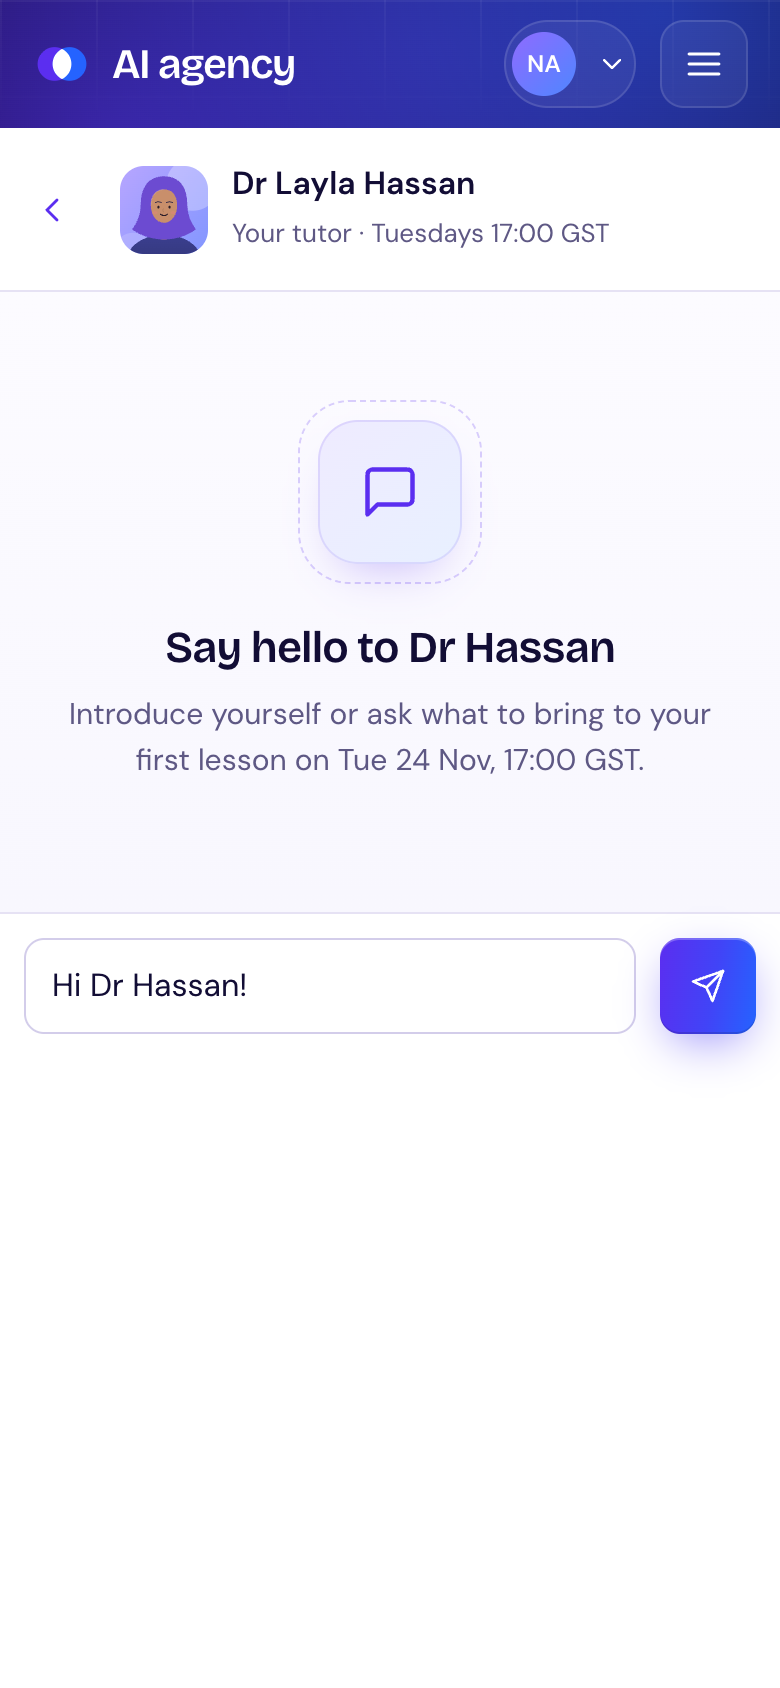 AI agency
NA
Dr Layla Hassan
Your tutor · Tuesdays 17:00 GST
Say hello to Dr Hassan
Introduce yourself or ask what to bring to your
first lesson on Tue 24 Nov, 17:00 GST.
Hi Dr Hassan!